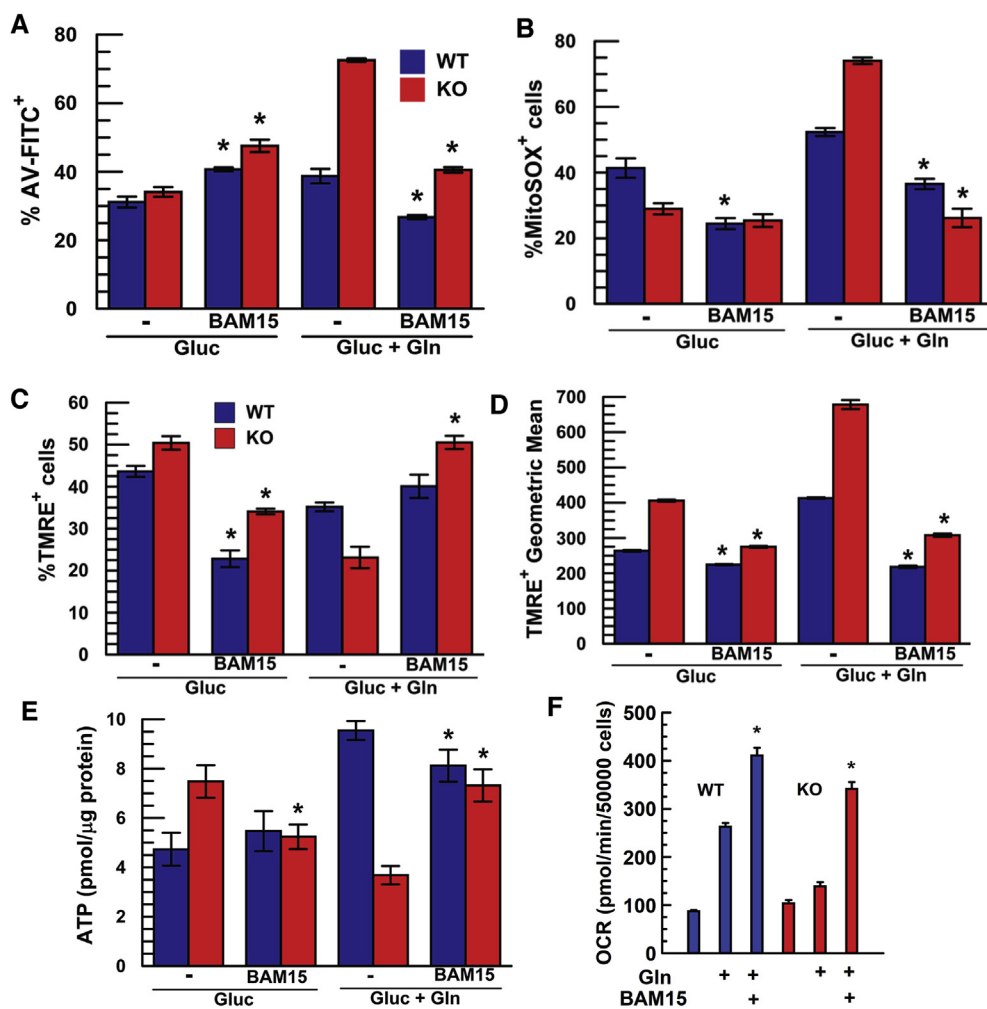 A
% AV-FITC+
80
60
40
20
0
WT
KO
*
*
*
*
-
BAM15
-
BAM15
Gluc
Gluc + Gln
B
%MitoSOX+ cells
80
60
40
20
0
*
*
*
-
BAM15
-
BAM15
Gluc
Gluc + Gln
C
%TMRE+ cells
60
50
40
30
20
10
0
WT
KO
*
*
*
-
BAM15
-
BAM15
Gluc
Gluc + Gln
D
TMRE+ Geometric Mean
700
600
500
400
300
200
100
0
*
*
*
*
-
BAM15
-
BAM15
Gluc
Gluc + Gln
E
ATP (pmol/µg protein)
10
8
6
4
2
0
*
*
*
-
BAM15
-
BAM15
Gluc
Gluc + Gln
F
OCR (pmol/min/50000 cells)
500
400
300
200
100
0
WT
KO
*
*
Gln + + + +
BAM15 + +